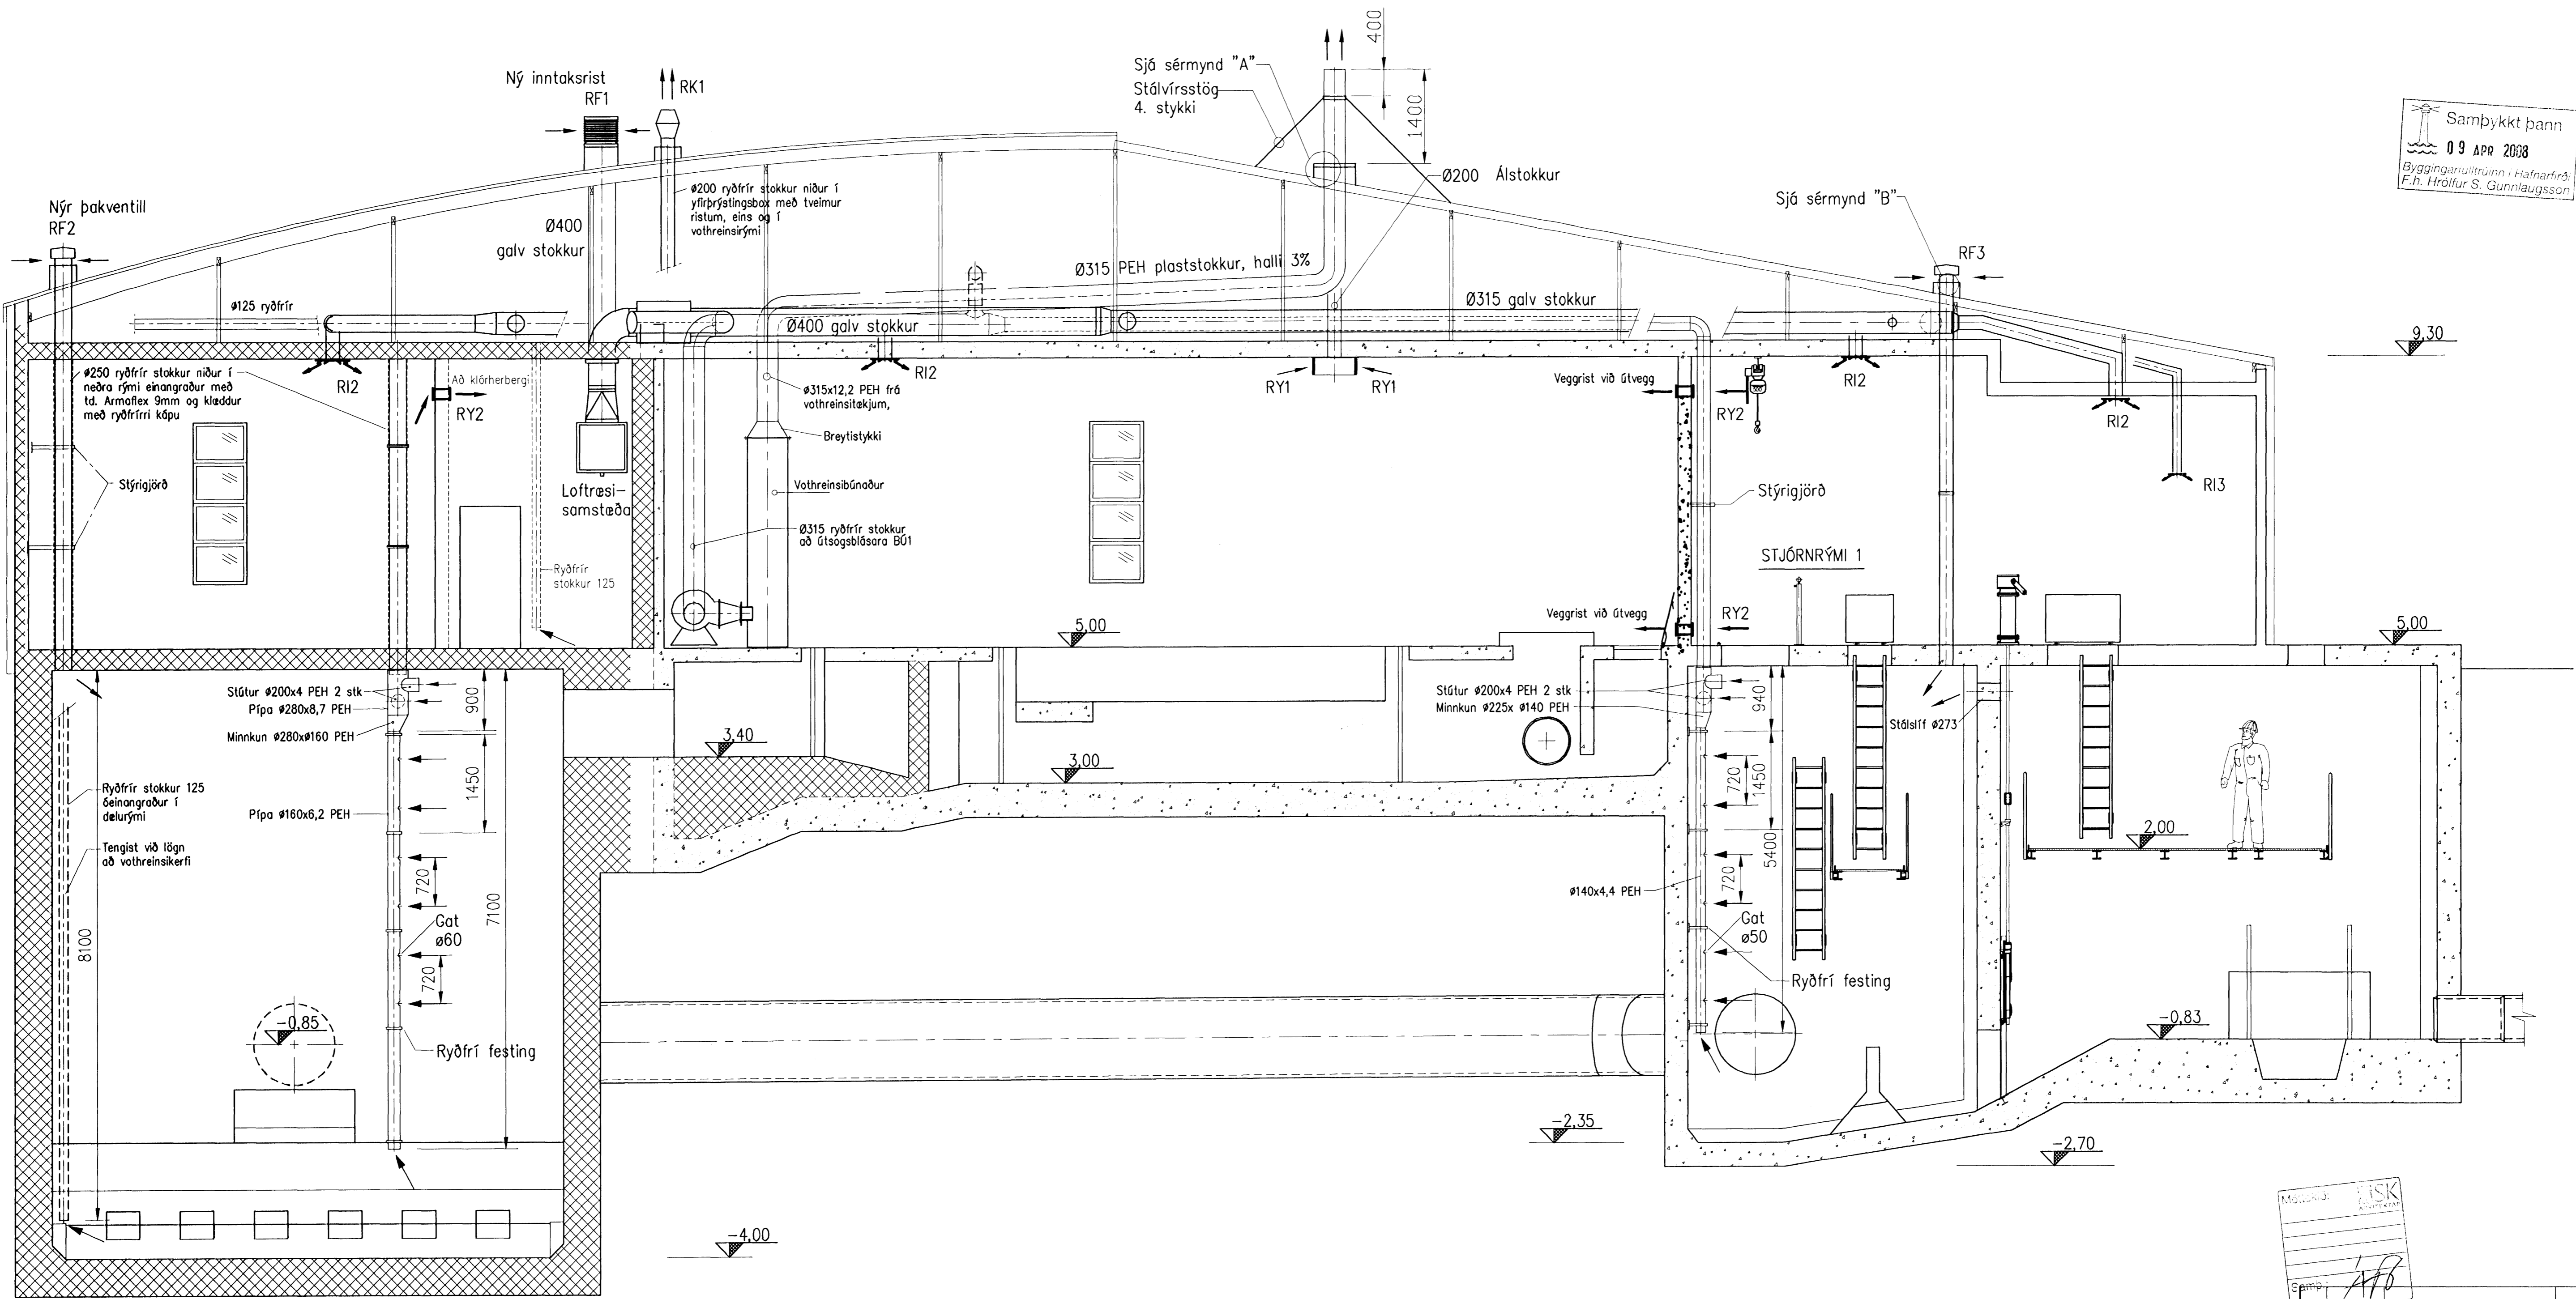 Ný inntaksrist
RF1
RK1
Sjá sérmynd "A"
Stálvírsstög
4. stykki
400
1400
Samþykkt þann
09 APR 2008
Byggingarfulltrúinn í Hafnarfirði
F.h. Hrólfur S. Gunnlaugsson
Nýr þakventill
RF2
Ø400
galv stokkur
ø200 ryðfrír stokkur niður í
yfirþrýstingsbox með tveimur
ristum, eins og í
vothreinsirými
Ø200 Álstokkur
Sjá sérmynd "B"
RF3
Ø315 PEH plaststokkur, halli 3%
ø125 ryðfrír
Ø400 galv stokkur
Ø315 galv stokkur
9,30
ø250 ryðfrír stokkur niður í
neðra rými einangraður með
td. Armaflex 9mm og klæddur
með ryðfrírri kápu
RI2
Að klórherbergi
RY2
ø315x12,2 PEH frá
vothreinsitækjum,
RI2
RY1
RY1
Veggrist við útvegg
RY2
RI2
RI2
RI3
Breytistykki
Stýrigjörð
Loftræsi-
samstæða
Vothreinsibúnaður
Ø315 ryðfrír stokkur
að útsogsblásara BÚ1
Ryðfrír
stokkur 125
Stýrigjörð
STJÓRNRÝMI 1
Veggrist við útvegg
RY2
5,00
5,00
Stútur Ø200x4 PEH 2 stk
Pípa Ø280x8,7 PEH
Minnkun Ø280xØ160 PEH
900
1450
3,40
3,00
Stútur Ø200x4 PEH 2 stk
Minnkun Ø225x Ø140 PEH
940
720
1450
5400
Stálslíf ø273
Ryðfrír stokkur 125
óeinangraður í
dælurými
Pípa ø160x6,2 PEH
Tengist við lögn
að vothreinsikerfi
720
7100
8100
Gat
ø60
720
2,00
ø140x4,4 PEH
720
Gat
ø50
Ryðfrí festing
-0,85
Ryðfrí festing
-0,83
-2,35
-2,70
-4,00
ARKITEKTAR
Samþ.: